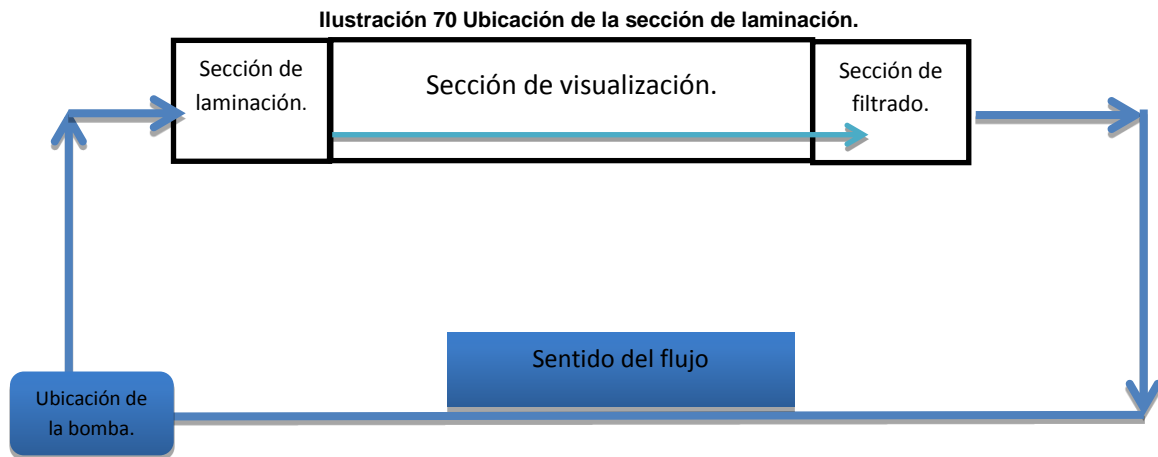 Ilustración 70 Ubicación de la sección de laminación.
Sección de
laminación.
Sección de visualización.
Sección de
filtrado.
Sentido del flujo
Ubicación de
la bomba.